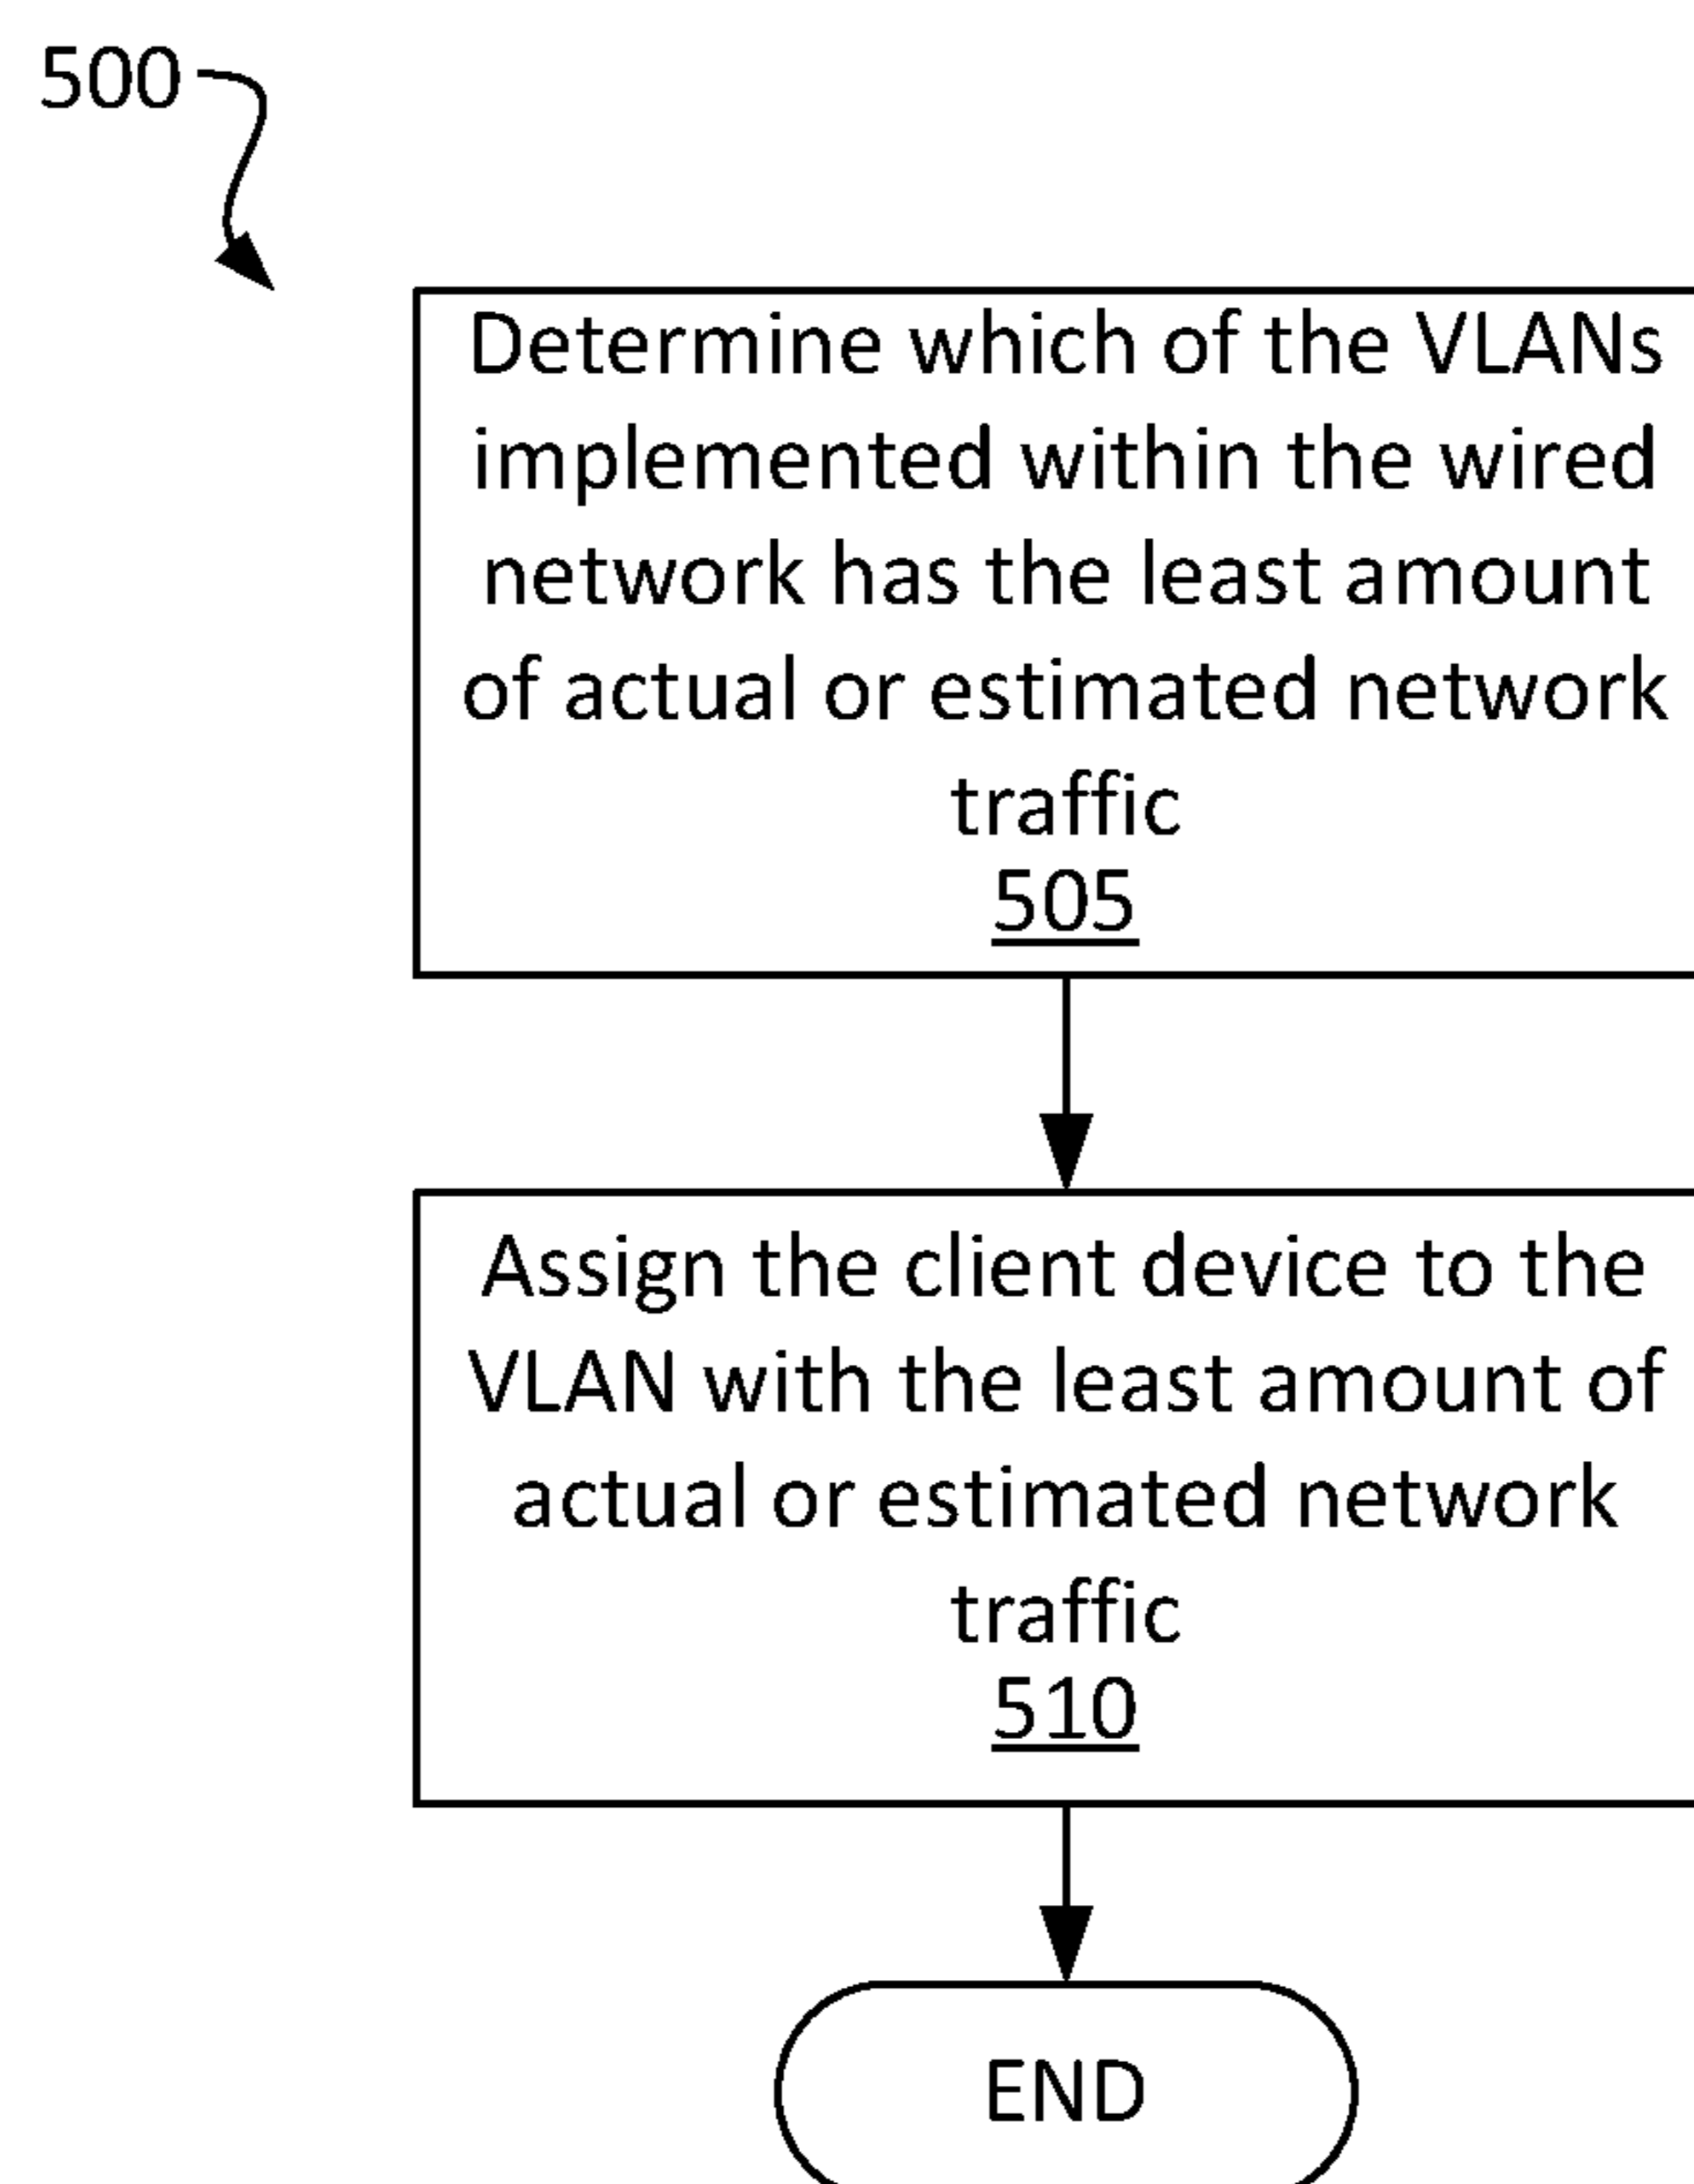 500
Determine which of the VLANs
implemented within the wired
network has the least amount
of actual or estimated network
traffic
505
Assign the client device to the
VLAN with the least amount of
actual or estimated network
traffic
510
END